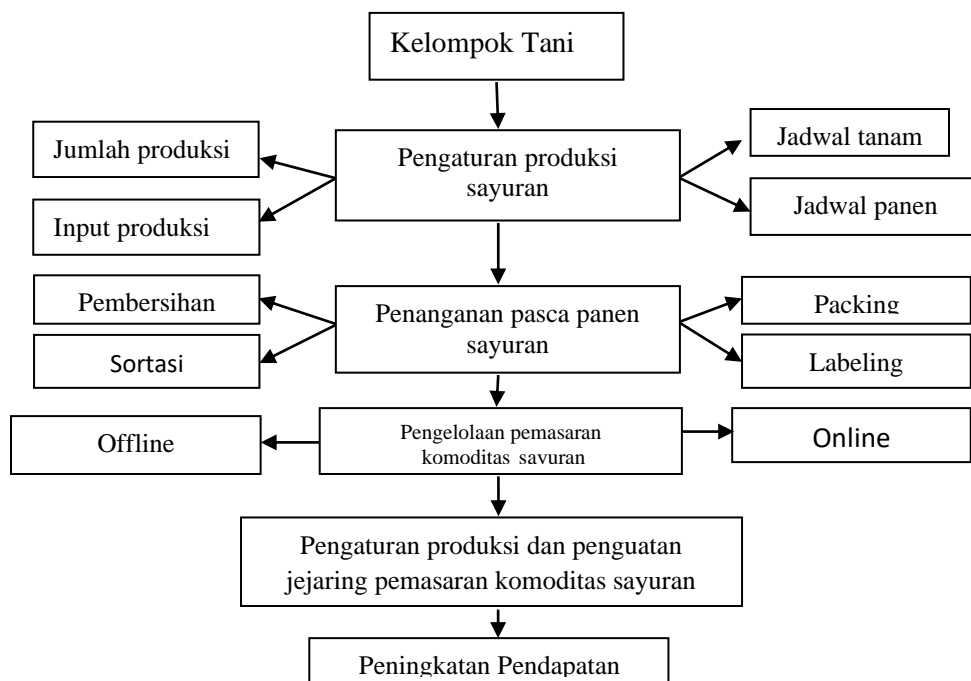 Kelompok Tani
Jumlah produksi
Pengaturan produksi
sayuran
Jadwal tanam
Input produksi
Jadwal panen
Pembersihan
Penanganan pasca panen
sayuran
Packing
Sortasi
Labeling
Offline
Pengelolaan pemasaran
komoditas sayuran
Online
Pengaturan produksi dan penguatan
jejaring pemasaran komoditas sayuran
Peningkatan Pendapatan